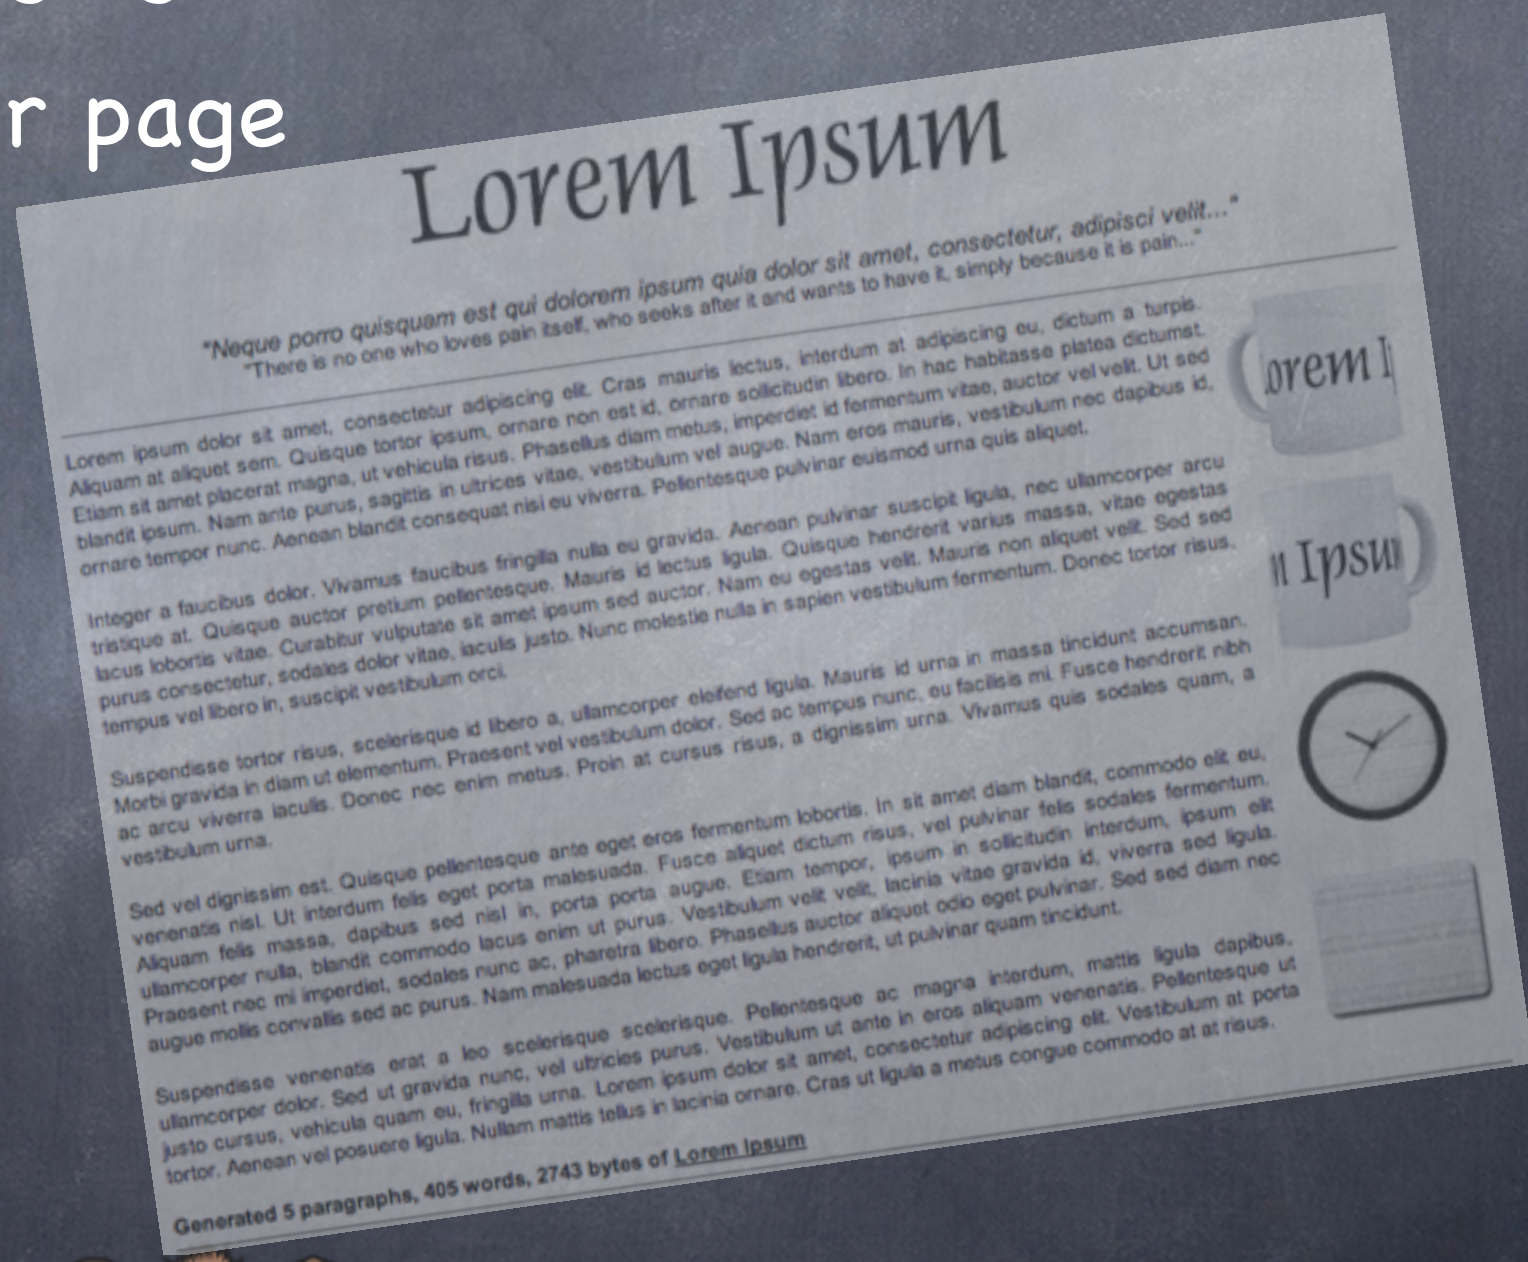 r page
Lorem Ipsum
"Neque porro quisquam est qui dolorem ipsum quia dolor sit amet, consectetur, adipisci velit..."
"There is no one who loves pain itself, who seeks after it and wants to have it, simply because it is pain..."
Lorem ipsum dolor sit amet, consectetur adipiscing elit. Cras mauris lectus, interdum at adipiscing eu, dictum a turpis.
Aliquam at aliquet sem. Quisque tortor ipsum, ornare non est id, ornare sollicitudin libero. In hac habitasse platea dictumst.
Etiam sit amet placerat magna, ut vehicula risus. Phasellus diam metus, imperdiet id fermentum vitae, auctor vel velit. Ut sed
blandit ipsum. Nam ante purus, sagittis in ultrices vitae, vestibulum vel augue. Nam eros mauris, vestibulum nec dapibus id,
ornare tempor nunc. Aenean blandit consequat nisi eu viverra. Pellentesque pulvinar euismod urna quis aliquet.
Integer a faucibus dolor. Vivamus faucibus fringilla nulla eu gravida. Aenean pulvinar suscipit ligula, nec ullamcorper arcu
tristique at. Quisque auctor pretium pellentesque. Mauris id lectus ligula. Quisque hendrerit varius massa, vitae egestas
lacus lobortis vitae. Curabitur vulputate sit amet ipsum sed auctor. Nam eu egestas velit. Mauris non aliquet velit. Sed sed
purus consectetur, sodales dolor vitae, iaculis justo. Nunc molestie nulla in sapien vestibulum fermentum. Donec tortor risus,
tempus vel libero in, suscipit vestibulum orci.
Suspendisse tortor risus, scelerisque id libero a, ullamcorper eleifend ligula. Mauris id urna in massa tincidunt accumsan.
Morbi gravida in diam ut elementum. Praesent vel vestibulum dolor. Sed ac tempus nunc, eu facilisis mi. Fusce hendrerit nibh
ac arcu viverra iaculis. Donec nec enim metus. Proin at cursus risus, a dignissim urna. Vivamus quis sodales quam, a
vestibulum urna.
Sed vel dignissim est. Quisque pellentesque ante eget eros fermentum lobortis. In sit amet diam blandit, commodo elit eu,
venenatis nisl. Ut interdum felis eget porta malesuada. Fusce aliquet dictum risus, vel pulvinar felis sodales fermentum.
Aliquam felis massa, dapibus sed nisl in, porta porta augue. Etiam tempor, ipsum in sollicitudin interdum, ipsum elit
ullamcorper nulla, blandit commodo lacus enim ut purus. Vestibulum velit velit, lacinia vitae gravida id, viverra sed ligula.
Praesent nec mi imperdiet, sodales nunc ac, pharetra libero. Phasellus auctor aliquet odio eget pulvinar. Sed sed diam nec
augue mollis convallis sed ac purus. Nam malesuada lectus eget ligula hendrerit, ut pulvinar quam tincidunt.
Suspendisse venenatis erat a leo scelerisque scelerisque. Pellentesque ac magna interdum, mattis ligula dapibus,
ullamcorper dolor. Sed ut gravida nunc, vel ultricies purus. Vestibulum ut ante in eros aliquam venenatis. Pellentesque ut
justo cursus, vehicula quam eu, fringilla urna. Lorem ipsum dolor sit amet, consectetur adipiscing elit. Vestibulum at porta
tortor. Aenean vel posuere ligula. Nullam mattis tellus in lacinia ornare. Cras ut ligula a metus congue commodo at at risus.
Generated 5 paragraphs, 405 words, 2743 bytes of Lorem Ipsum
orem I
Ipsu